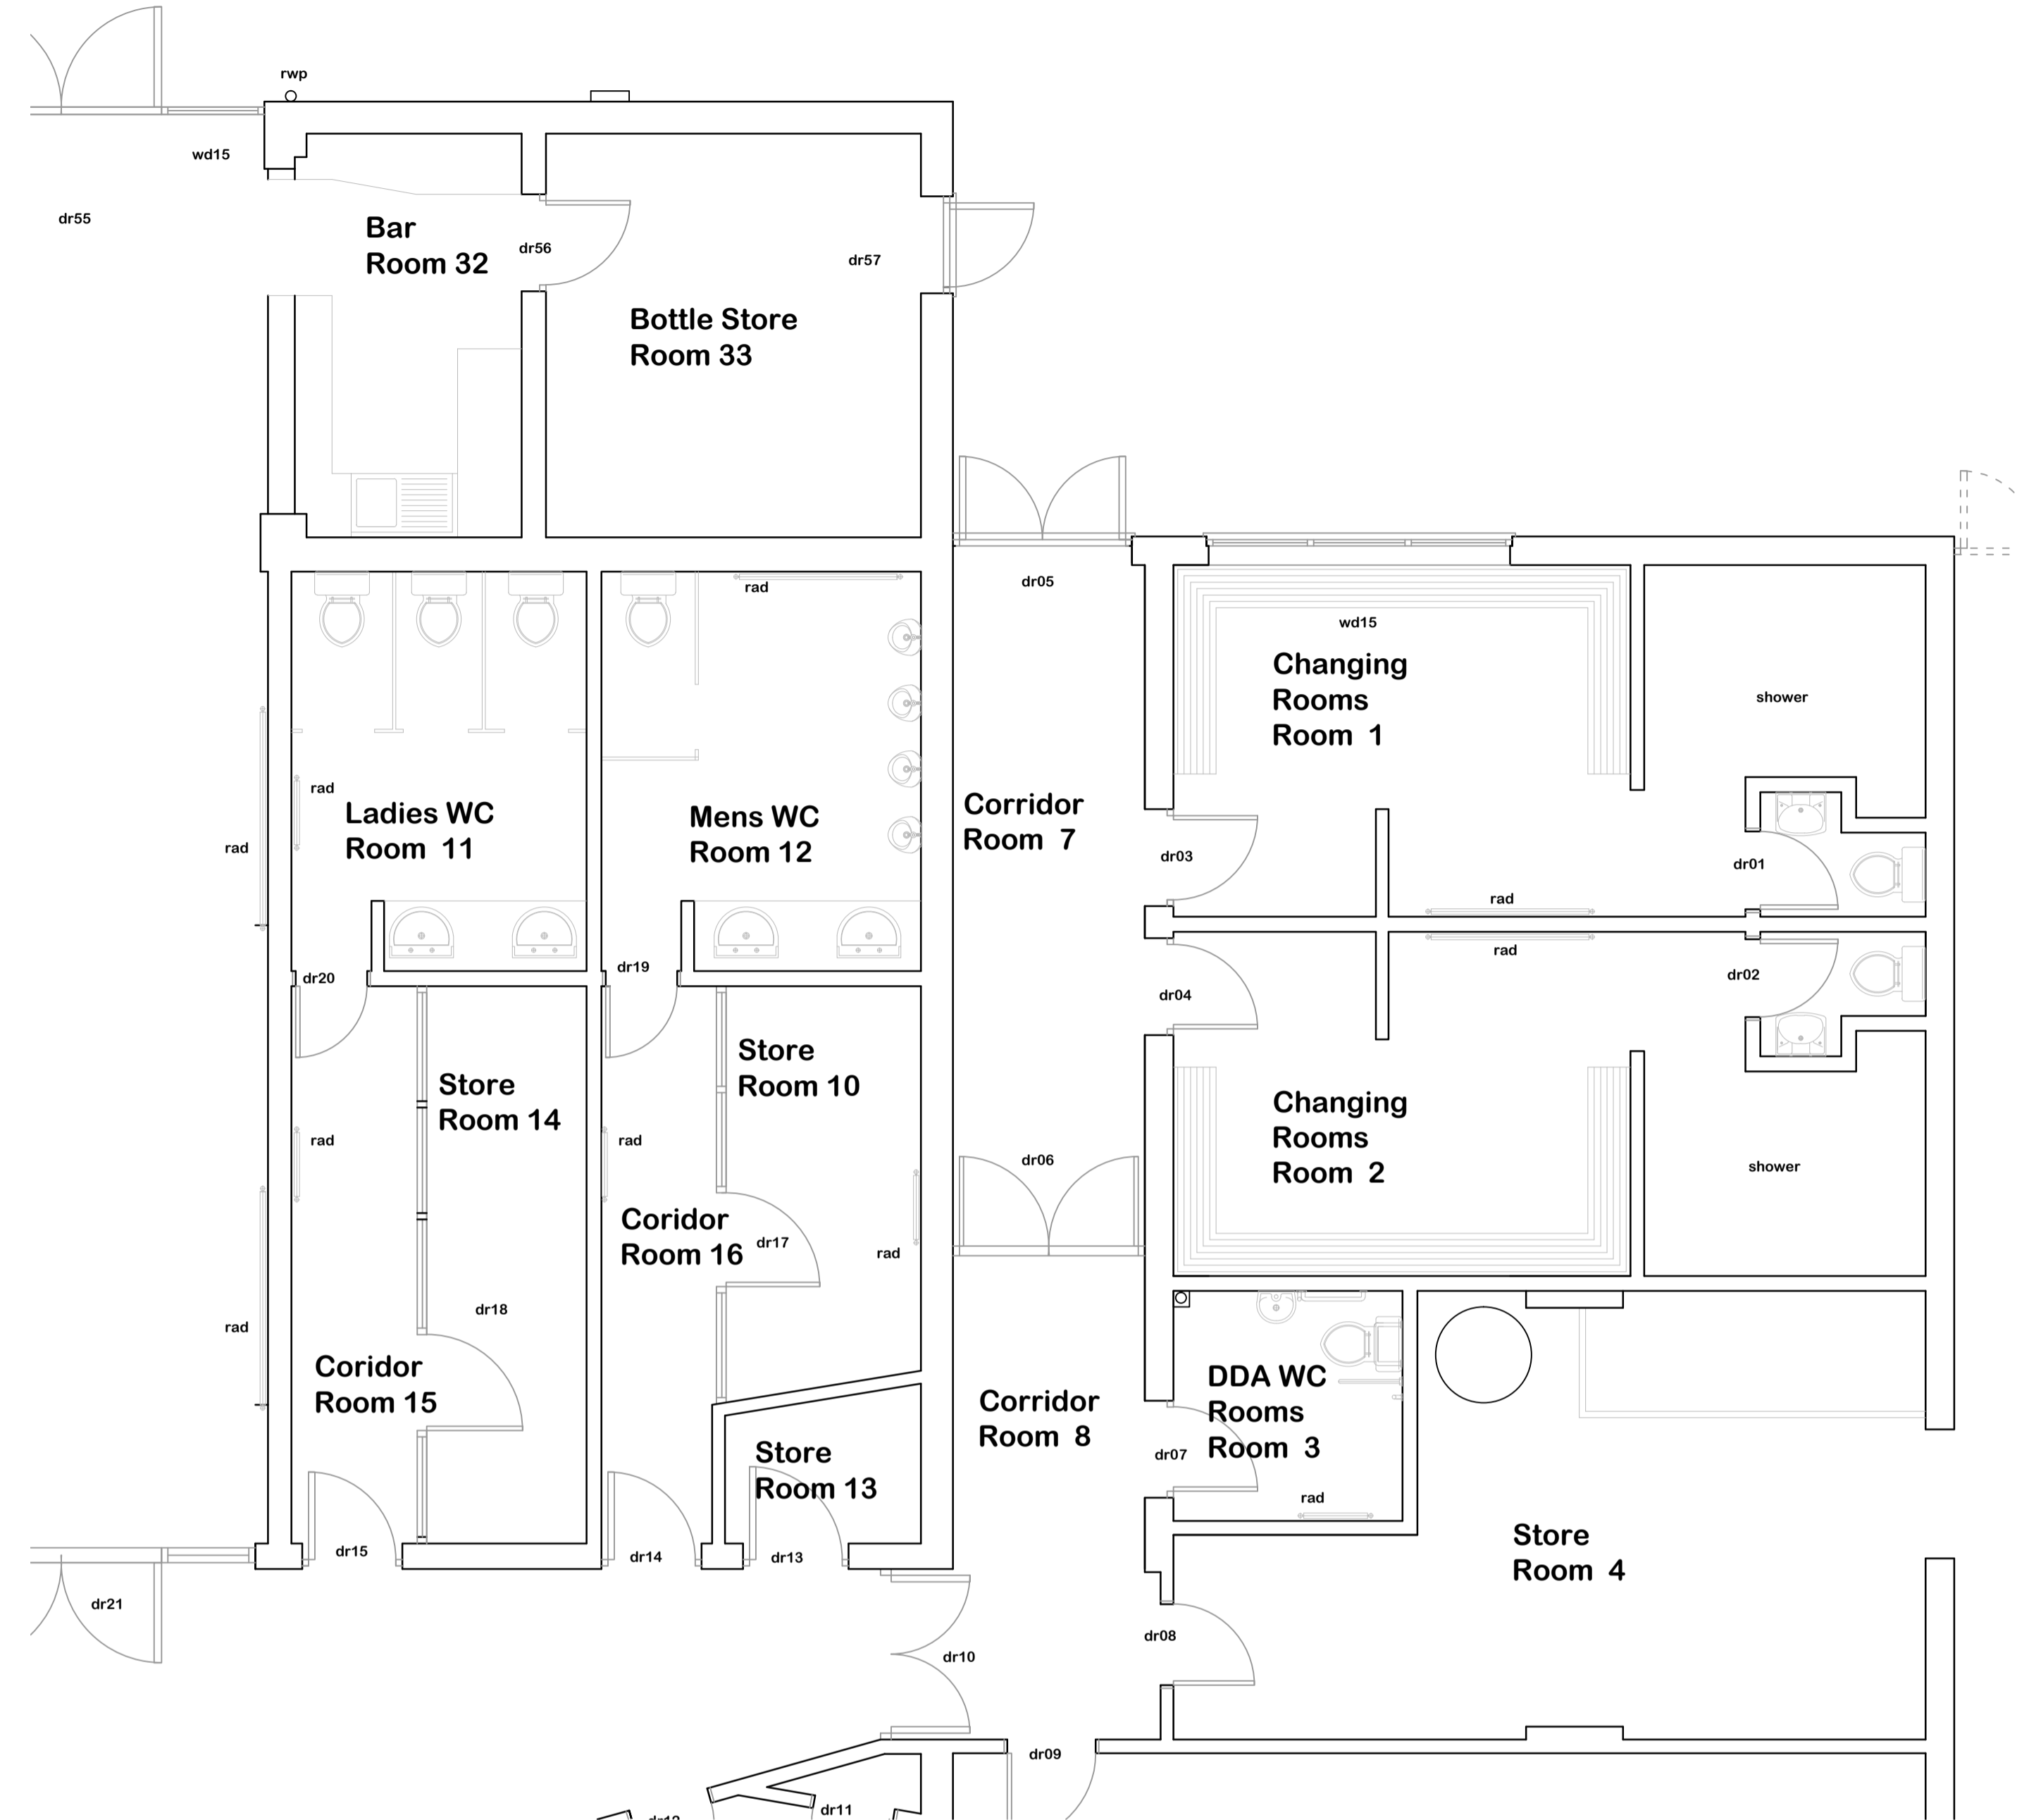 rwp
wd15
dr55
Bar
Room 32
dr56
dr57
Bottle Store
Room 33
rad
dr05
wd15
Changing
Rooms
Room 1
shower
rad
Ladies WC
Room 11
Mens WC
Room 12
Corridor
Room 7
rad
dr03
dr01
rad
dr20
dr19
rad
dr04
dr02
Store
Room 14
Store
Room 10
Changing
Rooms
Room 2
rad
rad
dr06
shower
Coridor
Room 16
dr17
rad
dr18
rad
Coridor
Room 15
Corridor
Room 8
DDA WC
Rooms
Room 3
dr07
Store
Room 13
rad
Store
Room 4
dr15
dr14
dr13
dr21
dr08
dr10
dr09
dr11